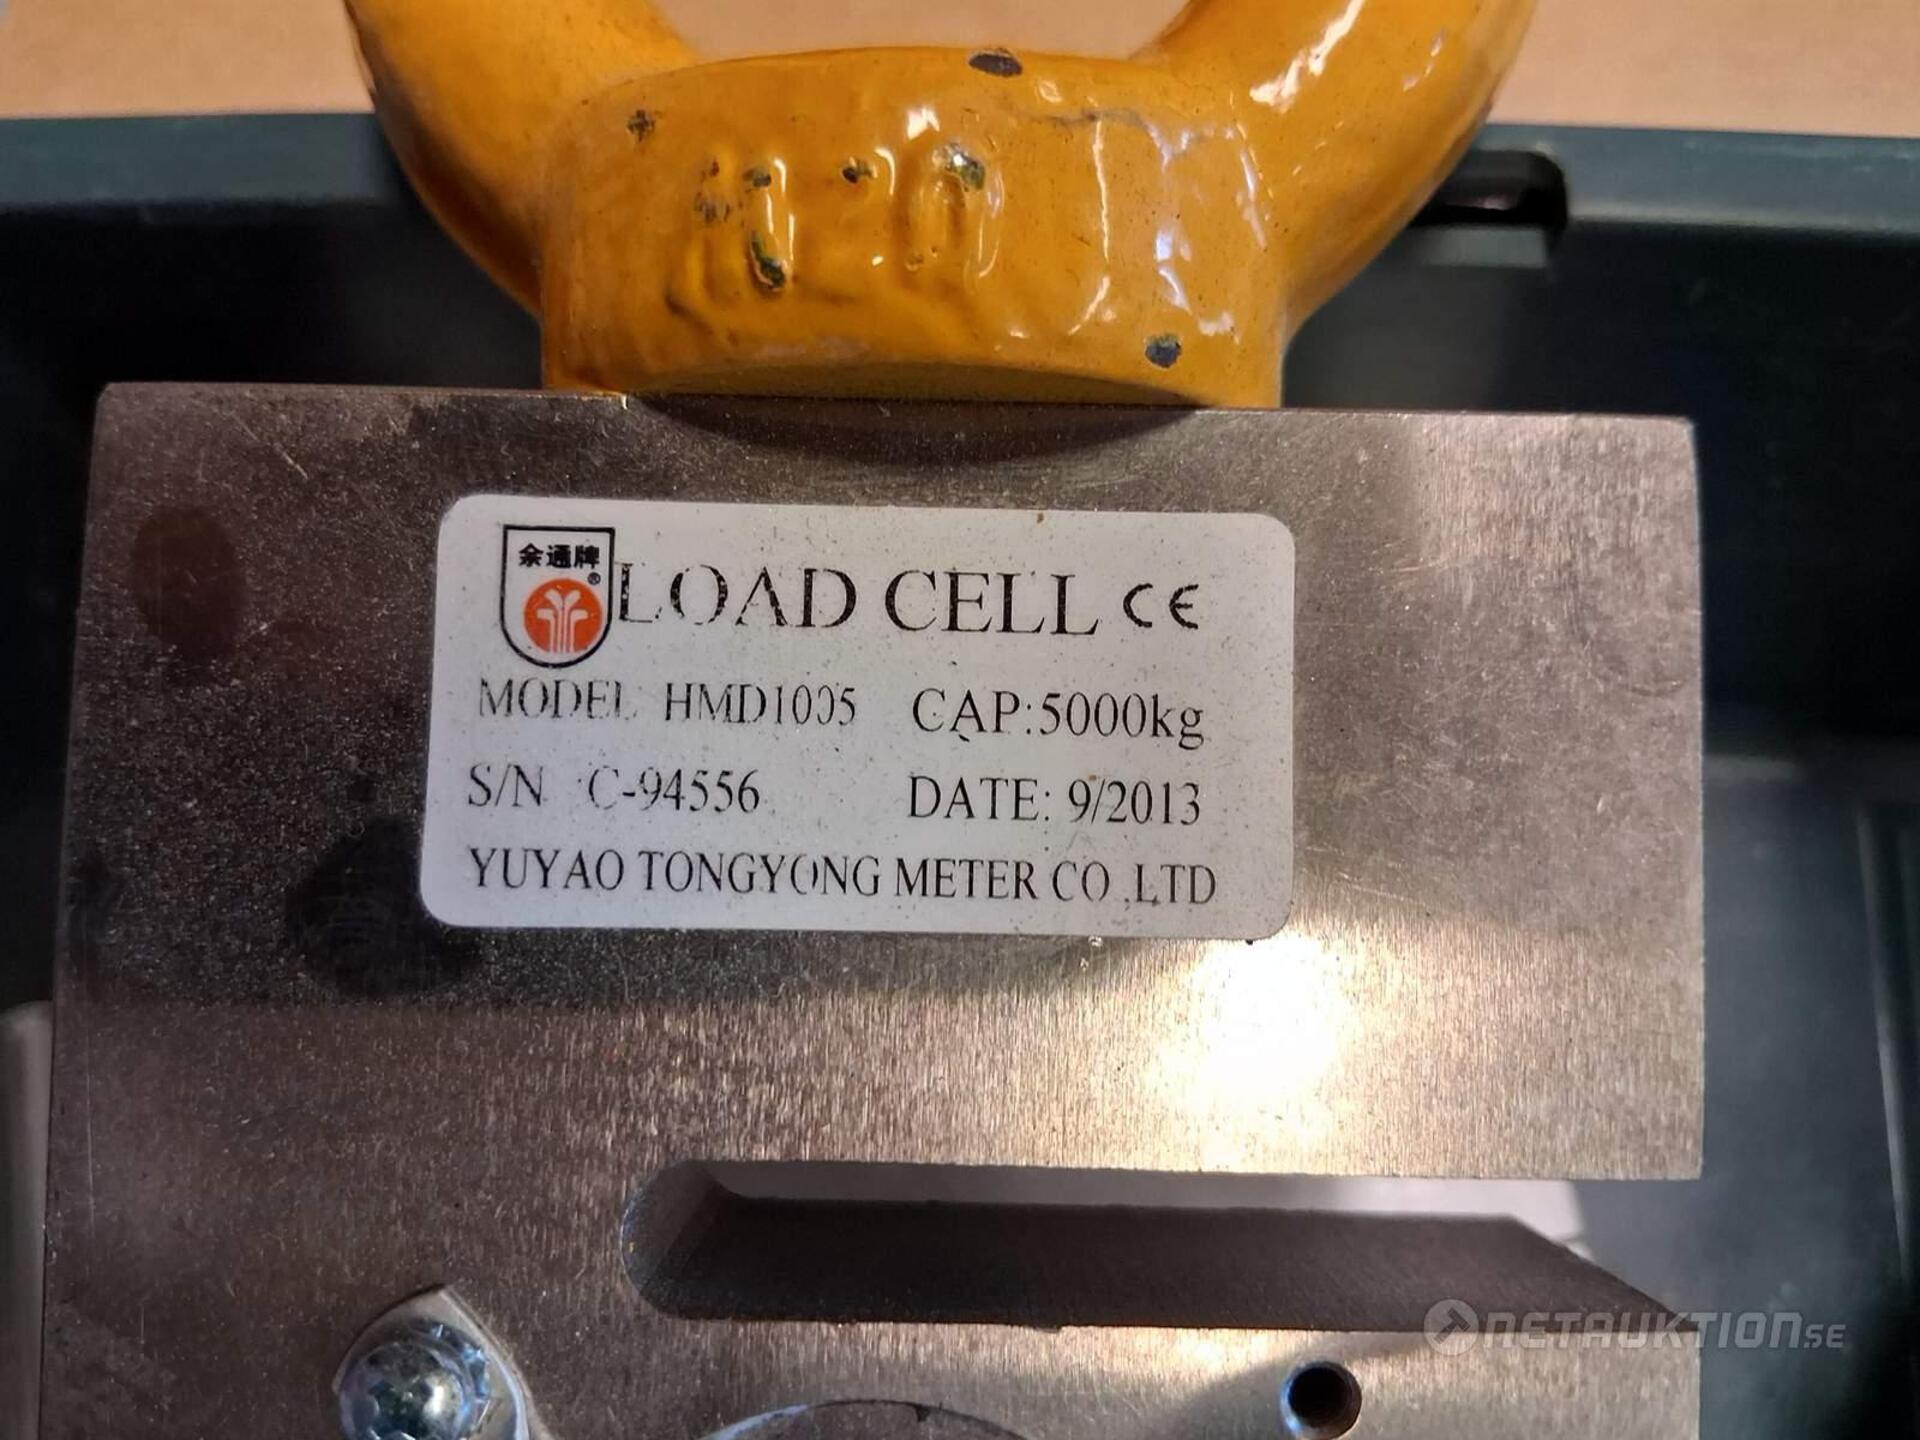 余通牌
®
LOAD CELL CE
MODEL HMD1005 CAP:5000kg
S/N C-94556 DATE: 9/2013
YUYAO TONGYONG METER CO.,LTD
NETAUKTION.SE